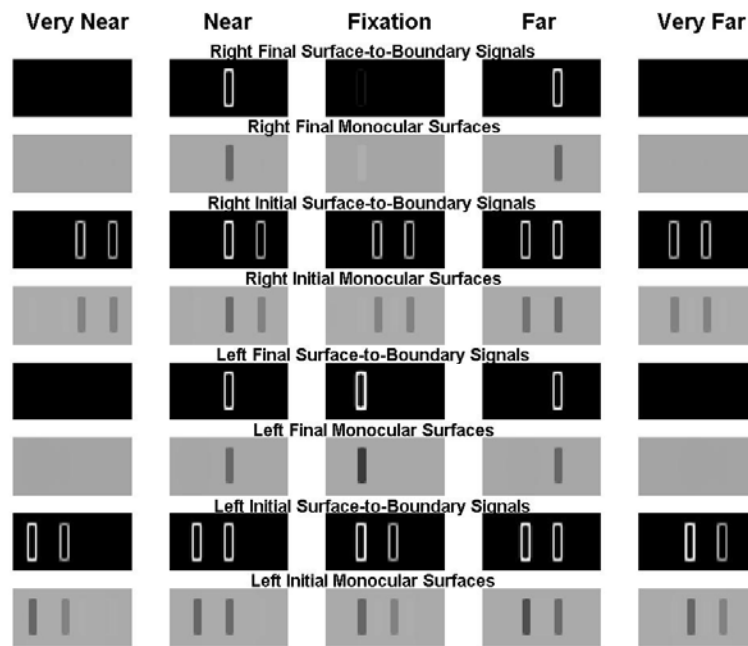 Very Near Near Fixation Far Very Far
Right Final Surface-to-Boundary Signals
Right Final Monocular Surfaces
Right Initial Surface-to-Boundary Signals
Right Initial Monocular Surfaces
Left Final Surface-to-Boundary Signals
Left Final Monocular Surfaces
Left Initial Surface-to-Boundary Signals
Left Initial Monocular Surfaces